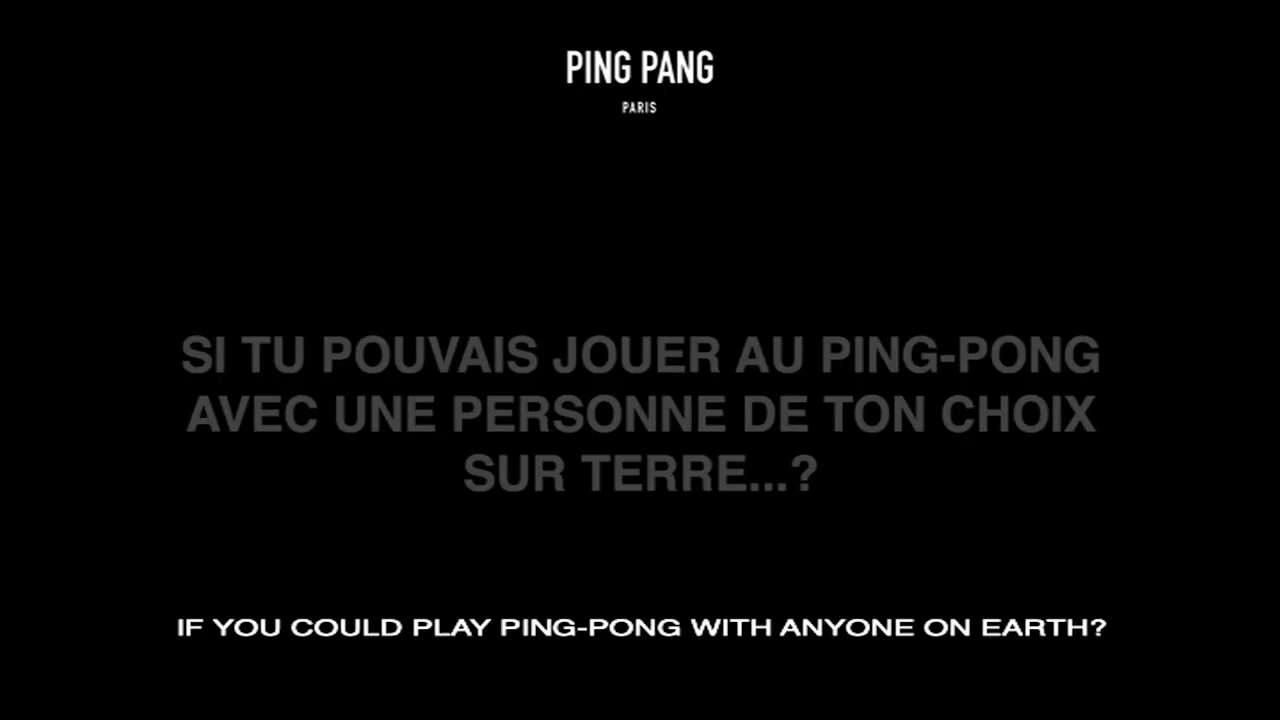 PING PANG
PARIS
SI TU POUVAIS JOUER AU PING-PONG
AVEC UNE PERSONNE DE TON CHOIX
SUR TERRE...?
IF YOU COULD PLAY PING-PONG WITH ANYONE ON EARTH?